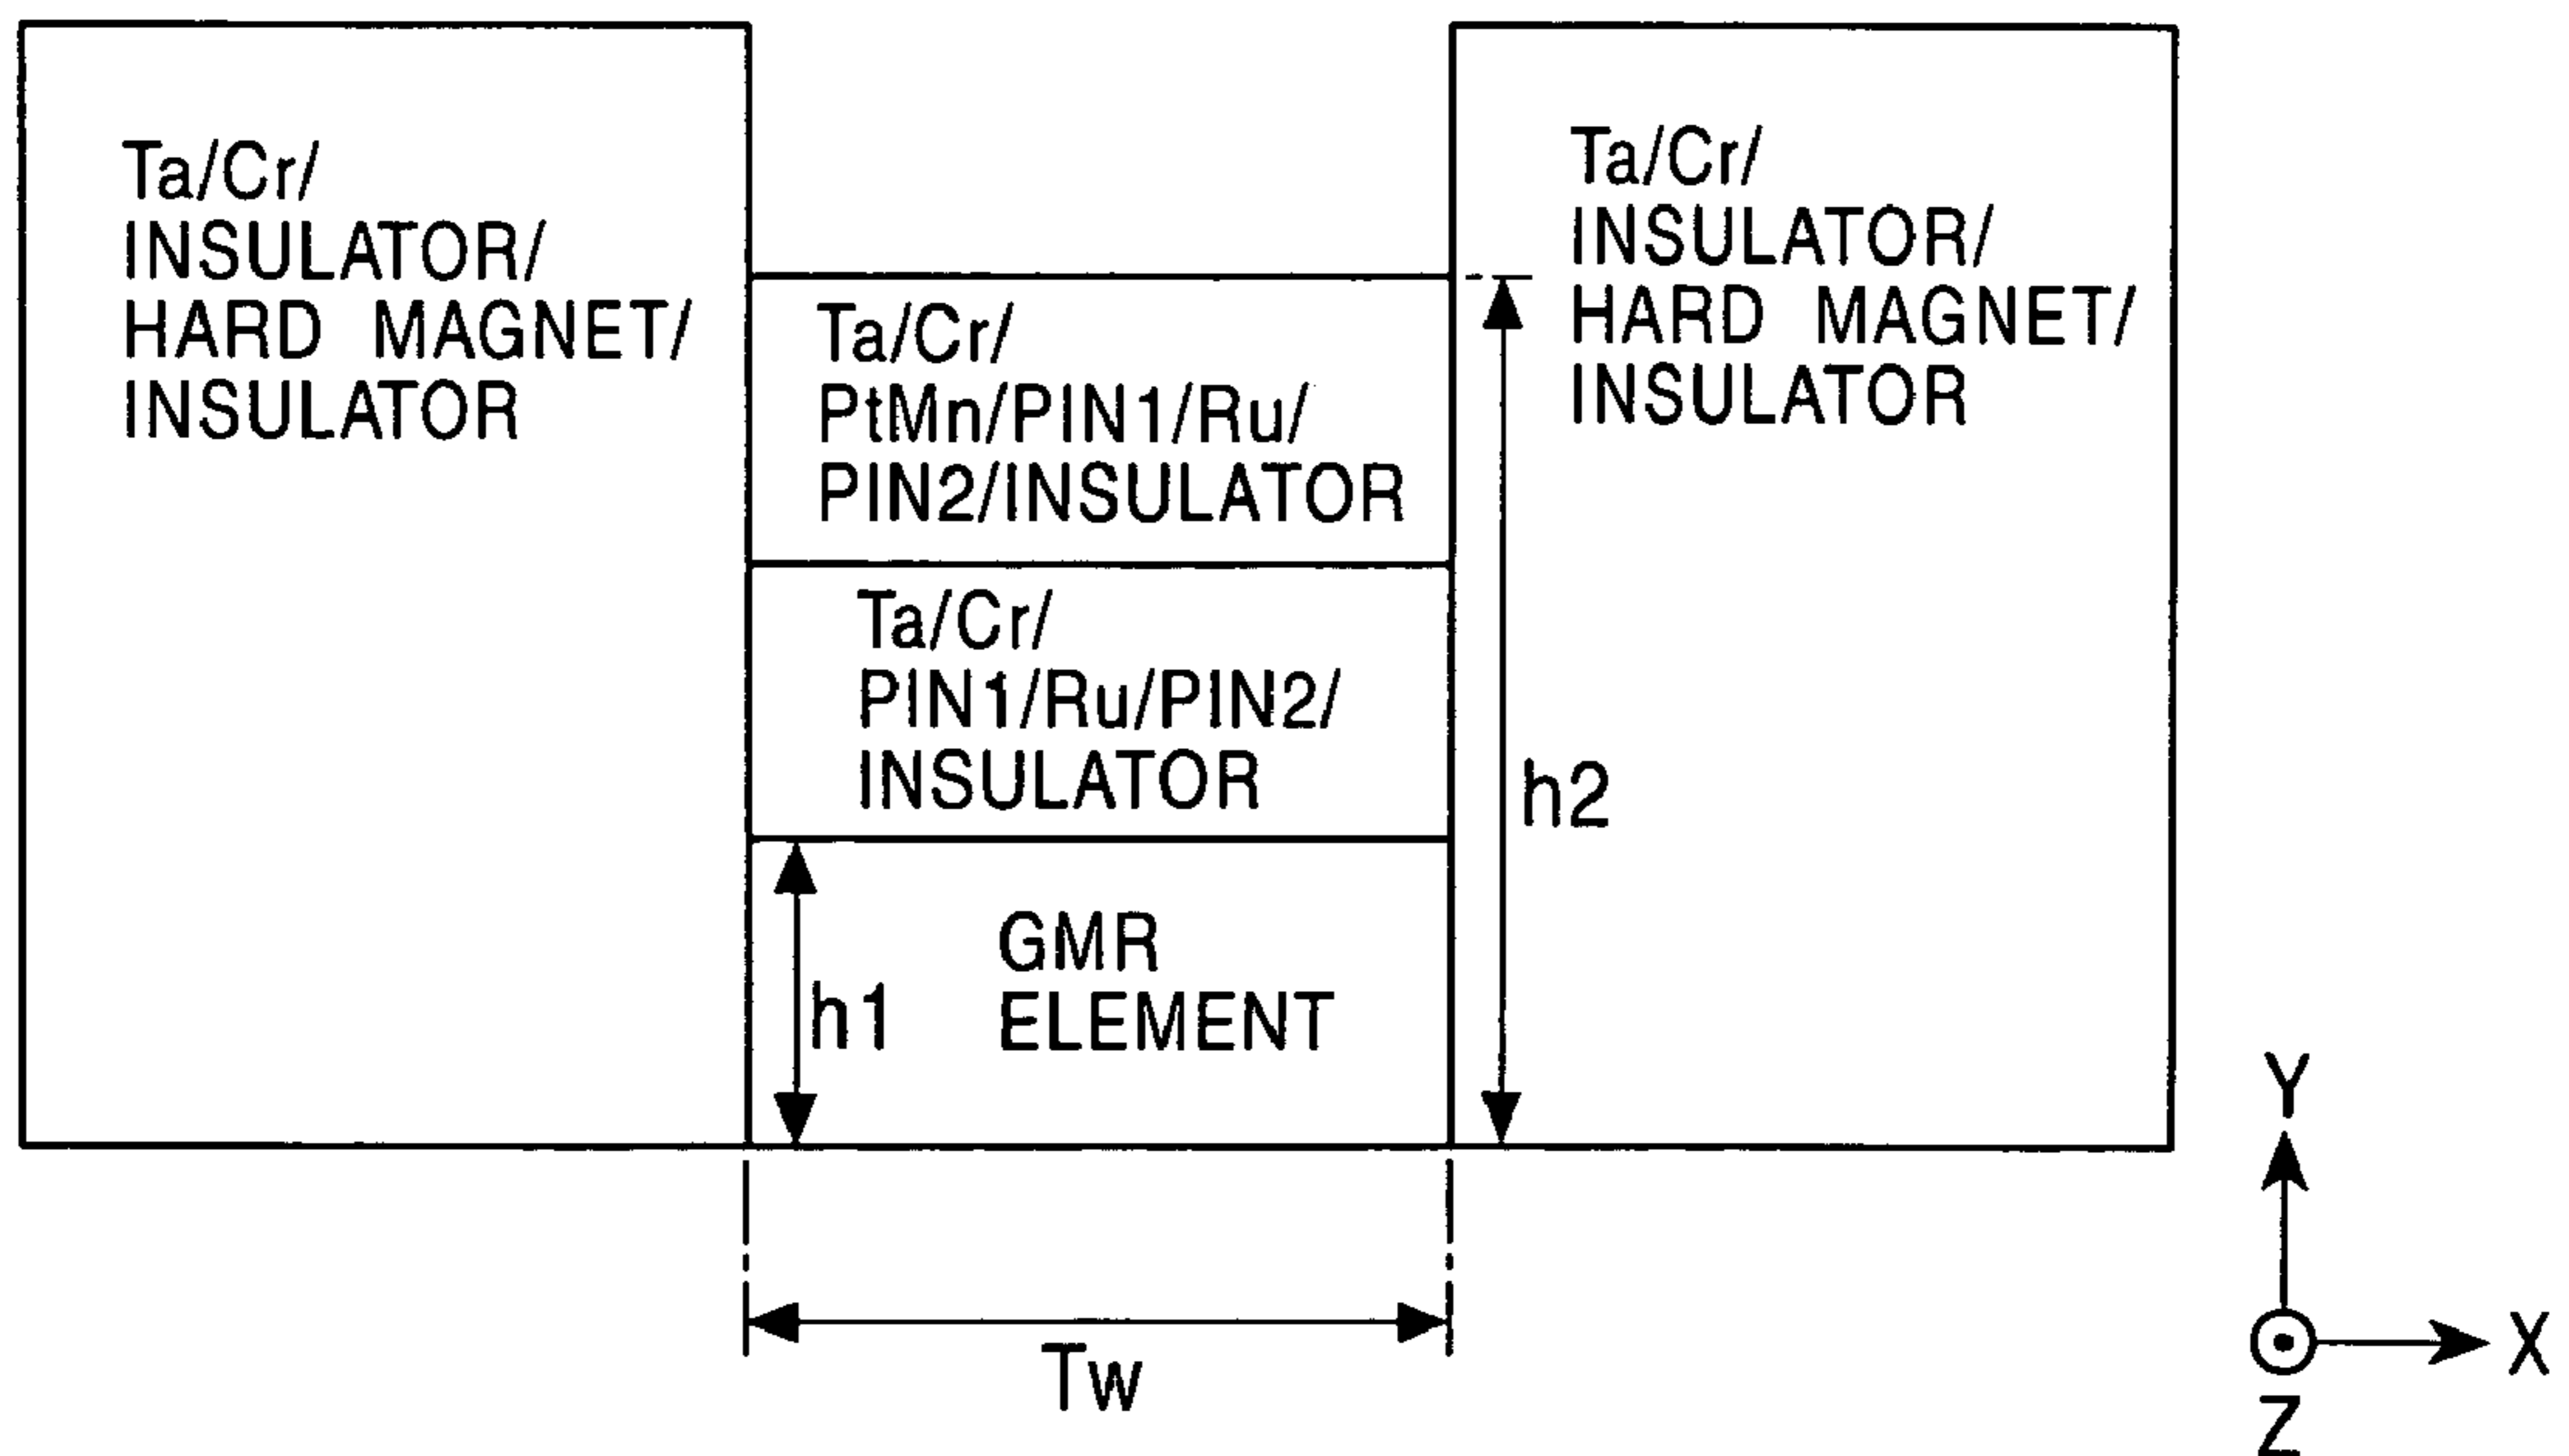 Ta/Cr/
INSULATOR/
HARD MAGNET/
INSULATOR
Ta/Cr/
PtMn/PIN1/Ru/
PIN2/INSULATOR
Ta/Cr/
PIN1/Ru/PIN2/
INSULATOR
GMR
ELEMENT
h1
h2
Tw
Ta/Cr/
INSULATOR/
HARD MAGNET/
INSULATOR
Y
X
Z